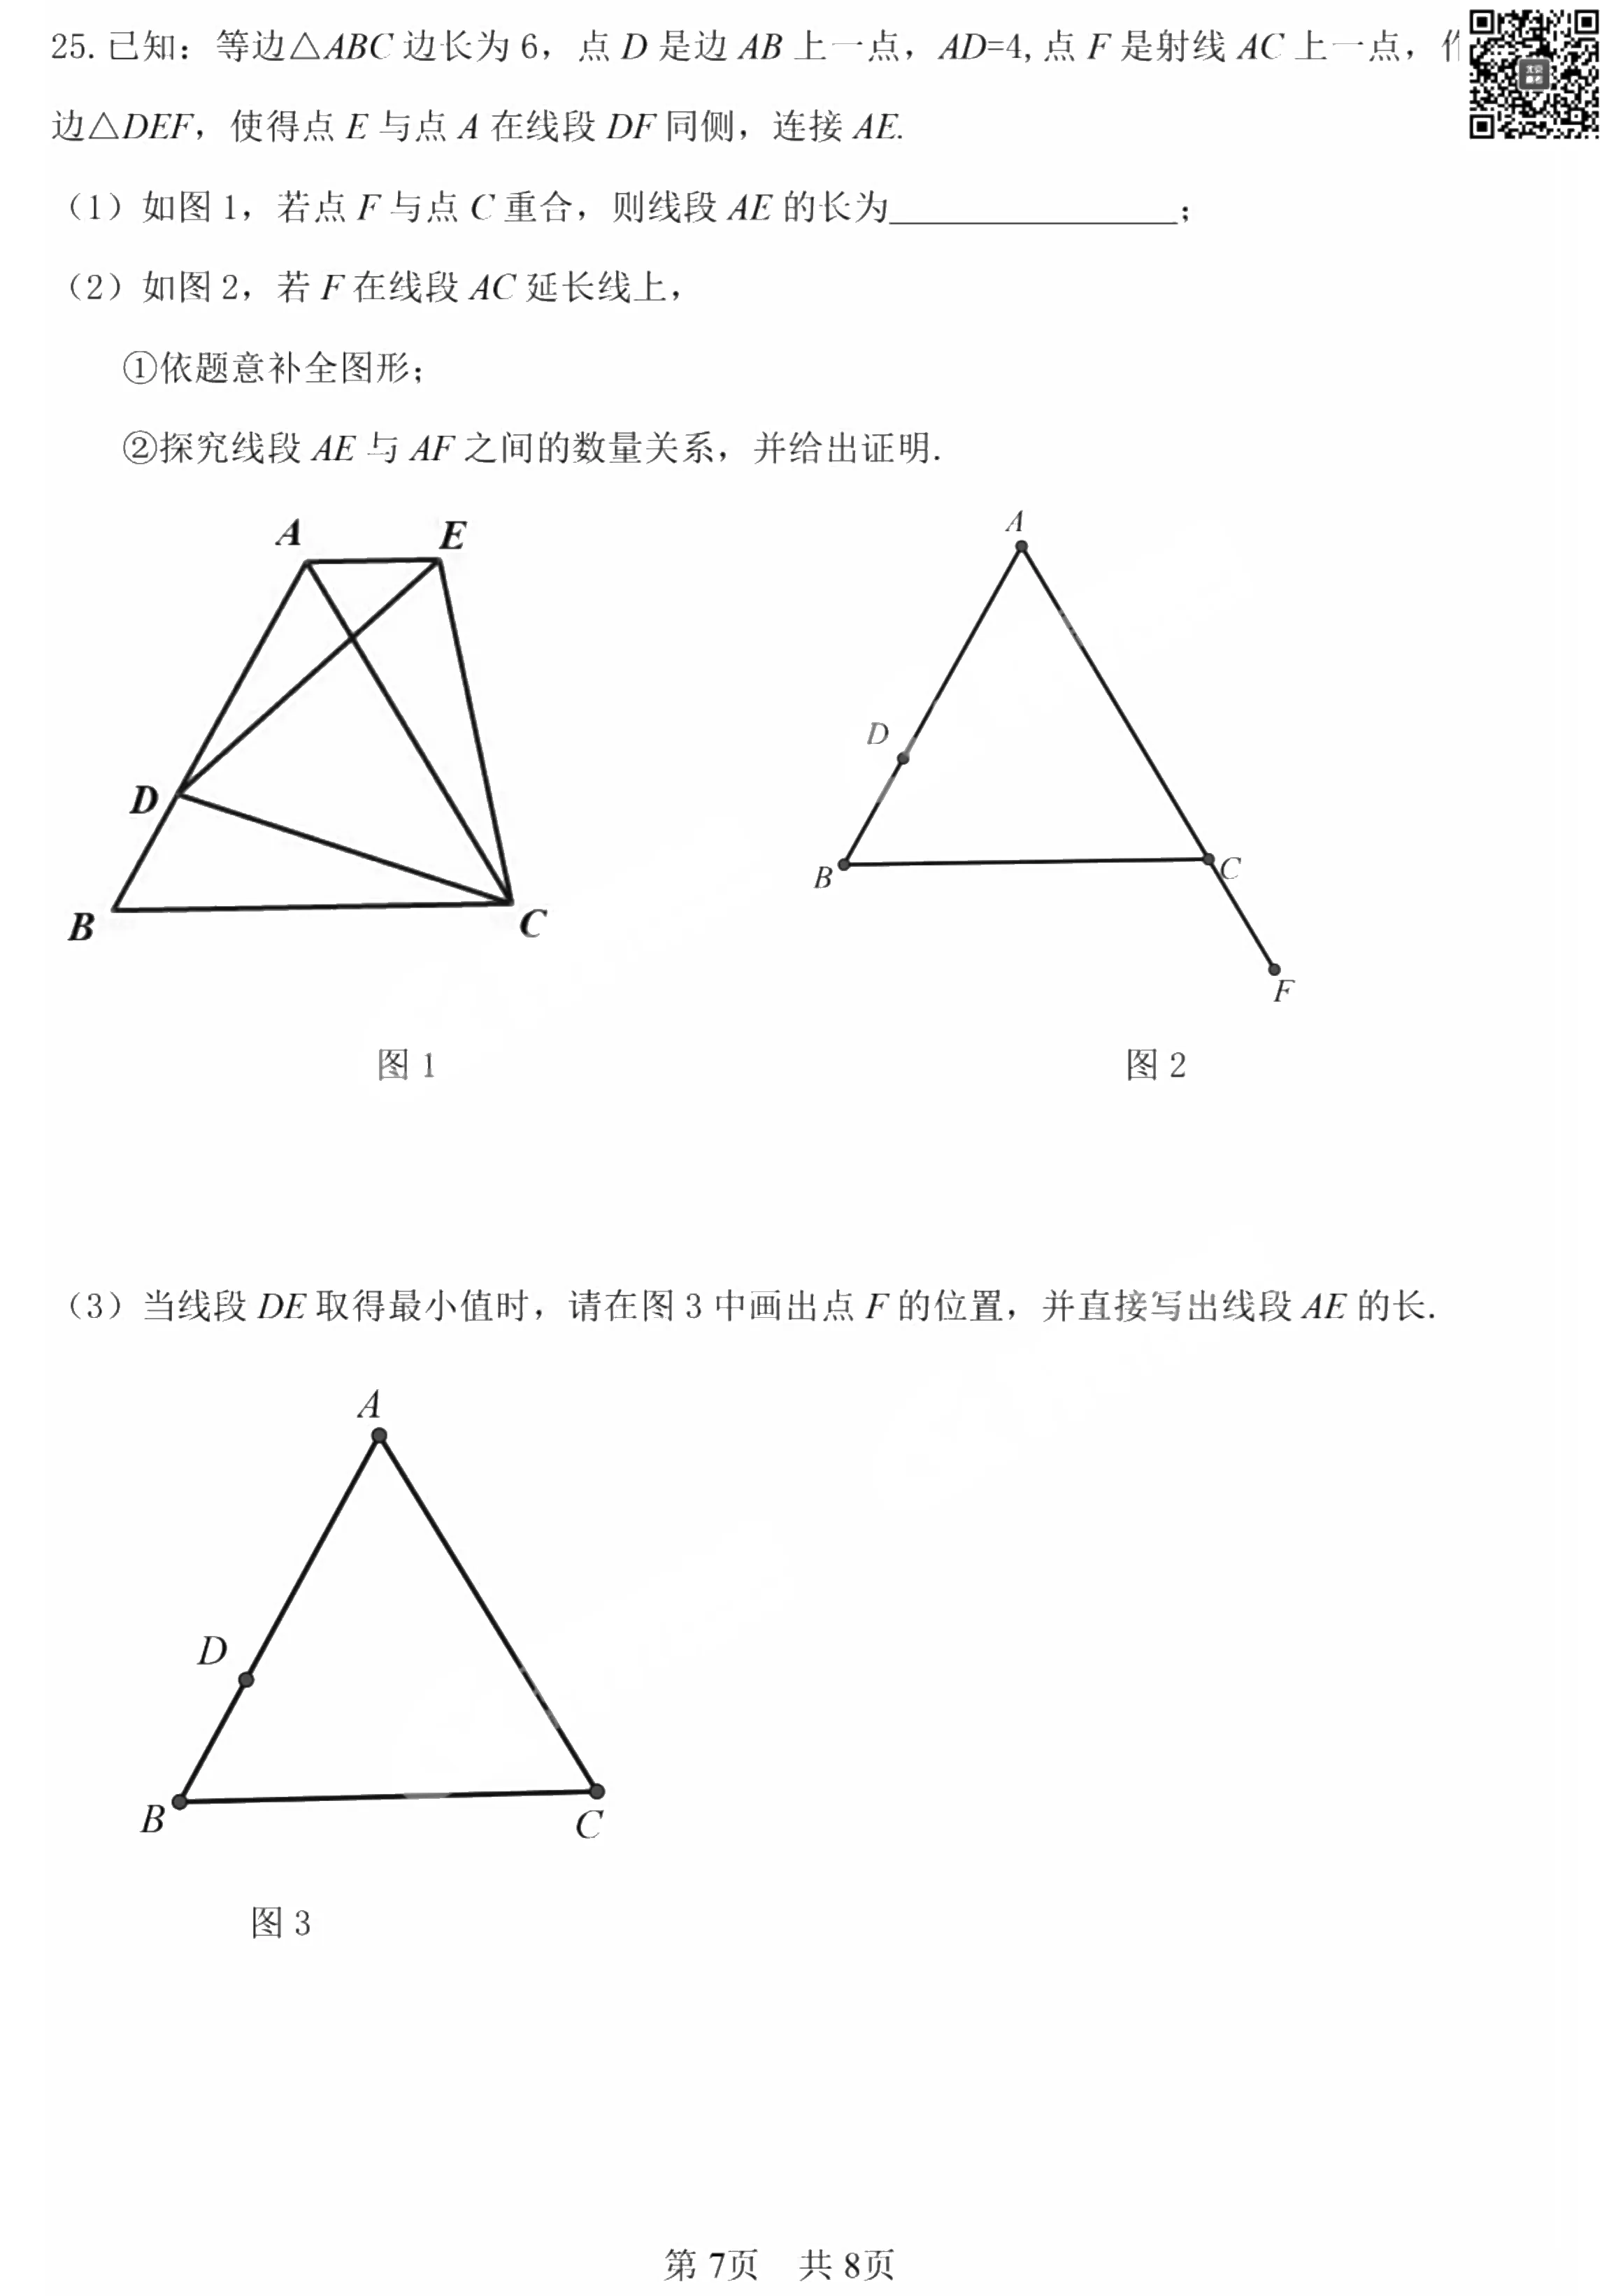 25.已知：等边△ABC边长为6，点D是边AB上一点，AD=4,点F是射线AC上一点，
边△DEF，使得点E与点A在线段DF同侧，连接AE.
（1）如图1，若点F与点C重合，则线段AE的长为________________；
（2）如图2，若F在线段AC延长线上，
①依题意补全图形；
②探究线段AE与AF之间的数量关系，并给出证明.
A E
D
B C
图1
A
D
B C
F
图2
（3）当线段DE取得最小值时，请在图3中画出点F的位置，并直接写出线段AE的长.
A
D
B C
图3
第7页 共8页